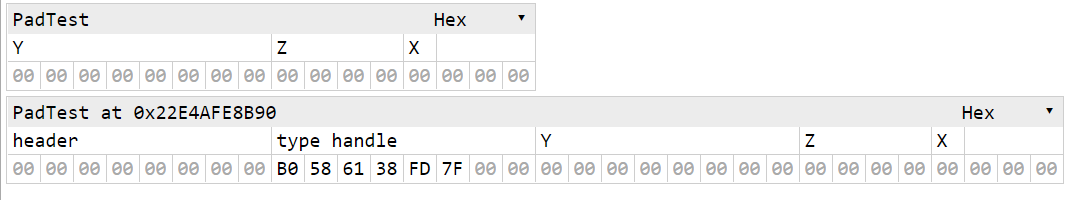 PadTest Hex ▼
Y Z X
00 00 00 00 00 00 00 00 00 00 00 00 00 00 00 00
PadTest at 0x22E4AFE8B90 Hex ▼
header type handle Y Z X
00 00 00 00 00 00 00 00 B0 58 61 38 FD 7F 00 00 00 00 00 00 00 00 00 00 00 00 00 00 00 00 00 00